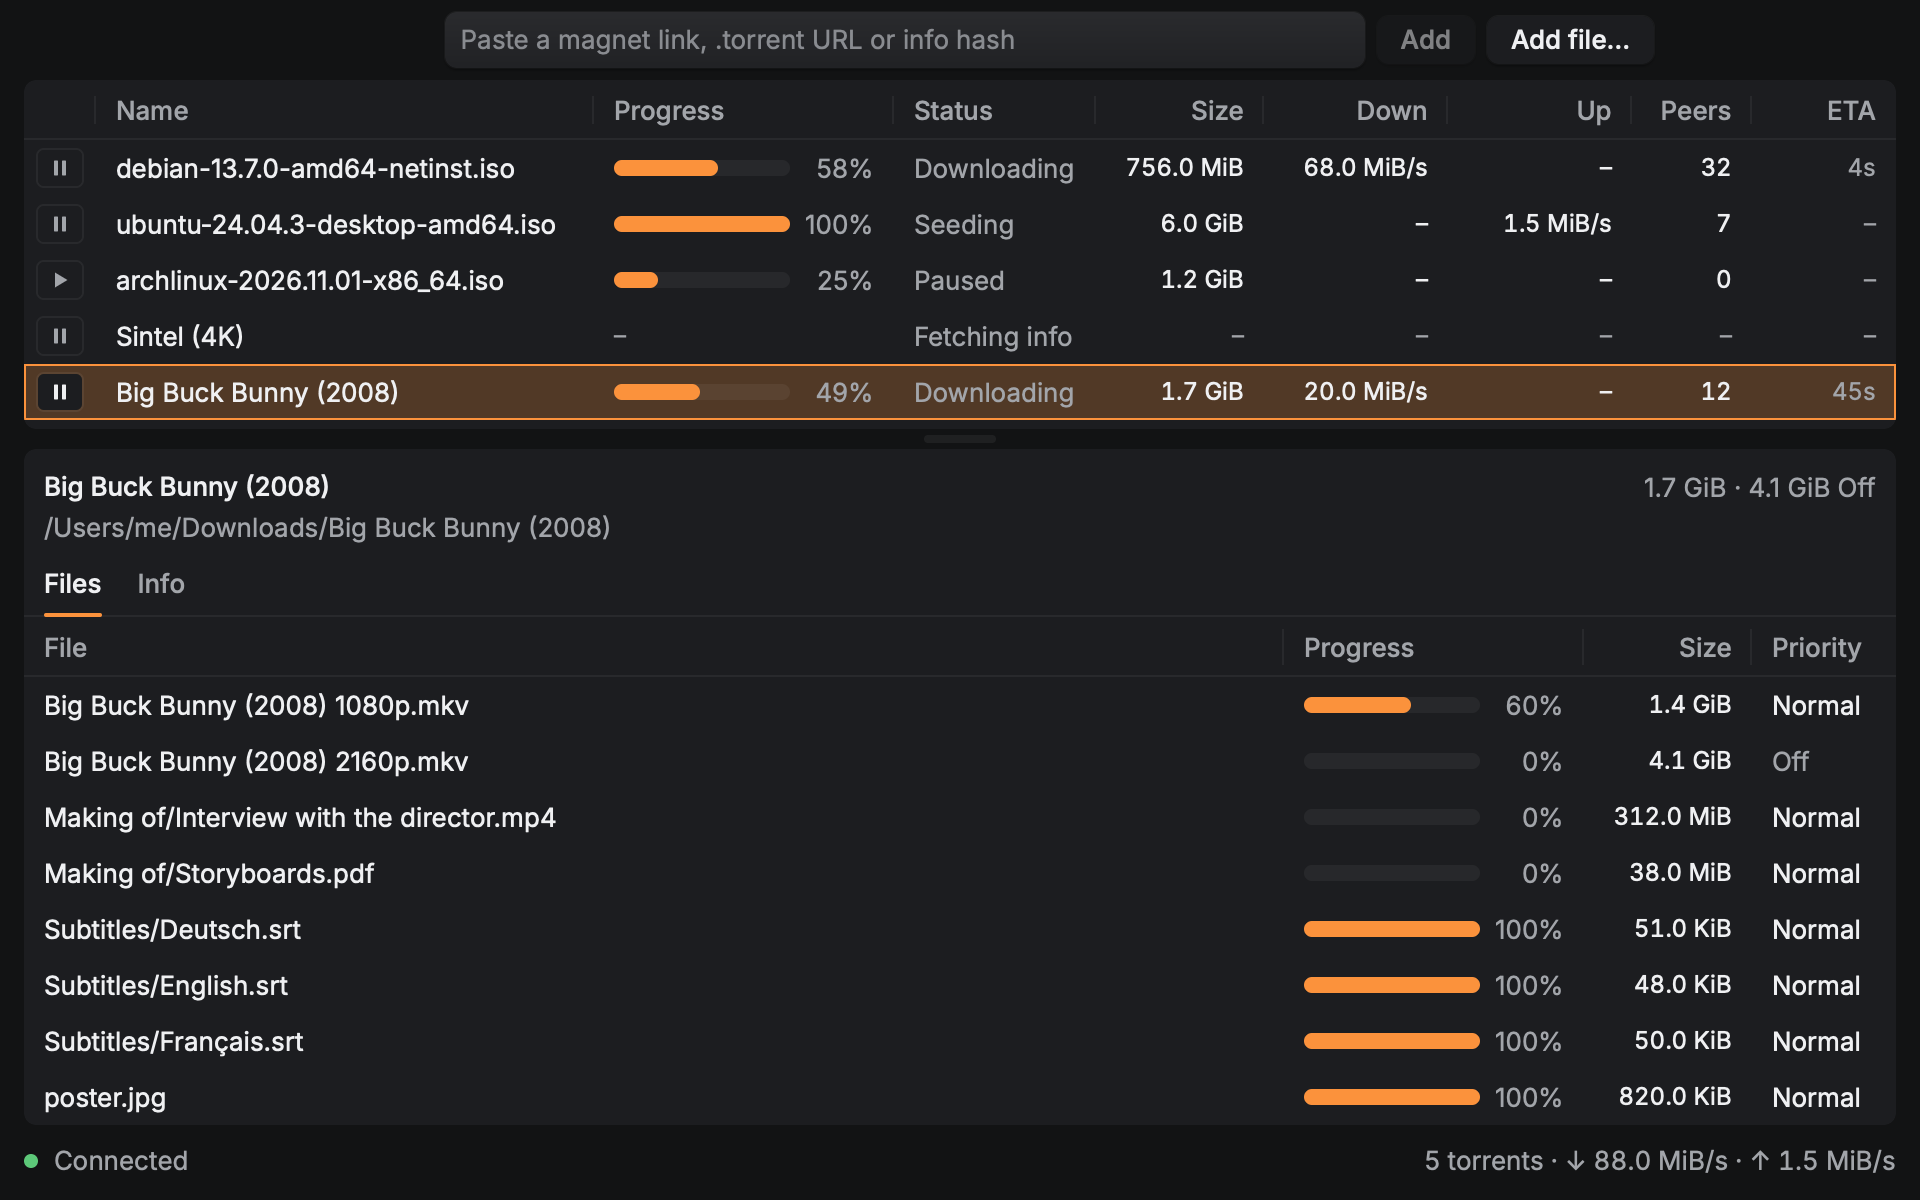 Paste a magnet link, .torrent URL or info hash Add Add file...
Name Progress Status Size Down Up Peers ETA
debian-13.7.0-amd64-netinst.iso 58% Downloading 756.0 MiB 68.0 MiB/s – 32 4s
ubuntu-24.04.3-desktop-amd64.iso 100% Seeding 6.0 GiB – 1.5 MiB/s 7 –
archlinux-2026.11.01-x86_64.iso 25% Paused 1.2 GiB – – 0 –
Sintel (4K) – Fetching info – – – – –
Big Buck Bunny (2008) 49% Downloading 1.7 GiB 20.0 MiB/s – 12 45s
Big Buck Bunny (2008) 1.7 GiB · 4.1 GiB Off
/Users/me/Downloads/Big Buck Bunny (2008)
Files Info
File Progress Size Priority
Big Buck Bunny (2008) 1080p.mkv 60% 1.4 GiB Normal
Big Buck Bunny (2008) 2160p.mkv 0% 4.1 GiB Off
Making of/Interview with the director.mp4 0% 312.0 MiB Normal
Making of/Storyboards.pdf 0% 38.0 MiB Normal
Subtitles/Deutsch.srt 100% 51.0 KiB Normal
Subtitles/English.srt 100% 48.0 KiB Normal
Subtitles/Français.srt 100% 50.0 KiB Normal
poster.jpg 100% 820.0 KiB Normal
Connected 5 torrents · ↓ 88.0 MiB/s · ↑ 1.5 MiB/s